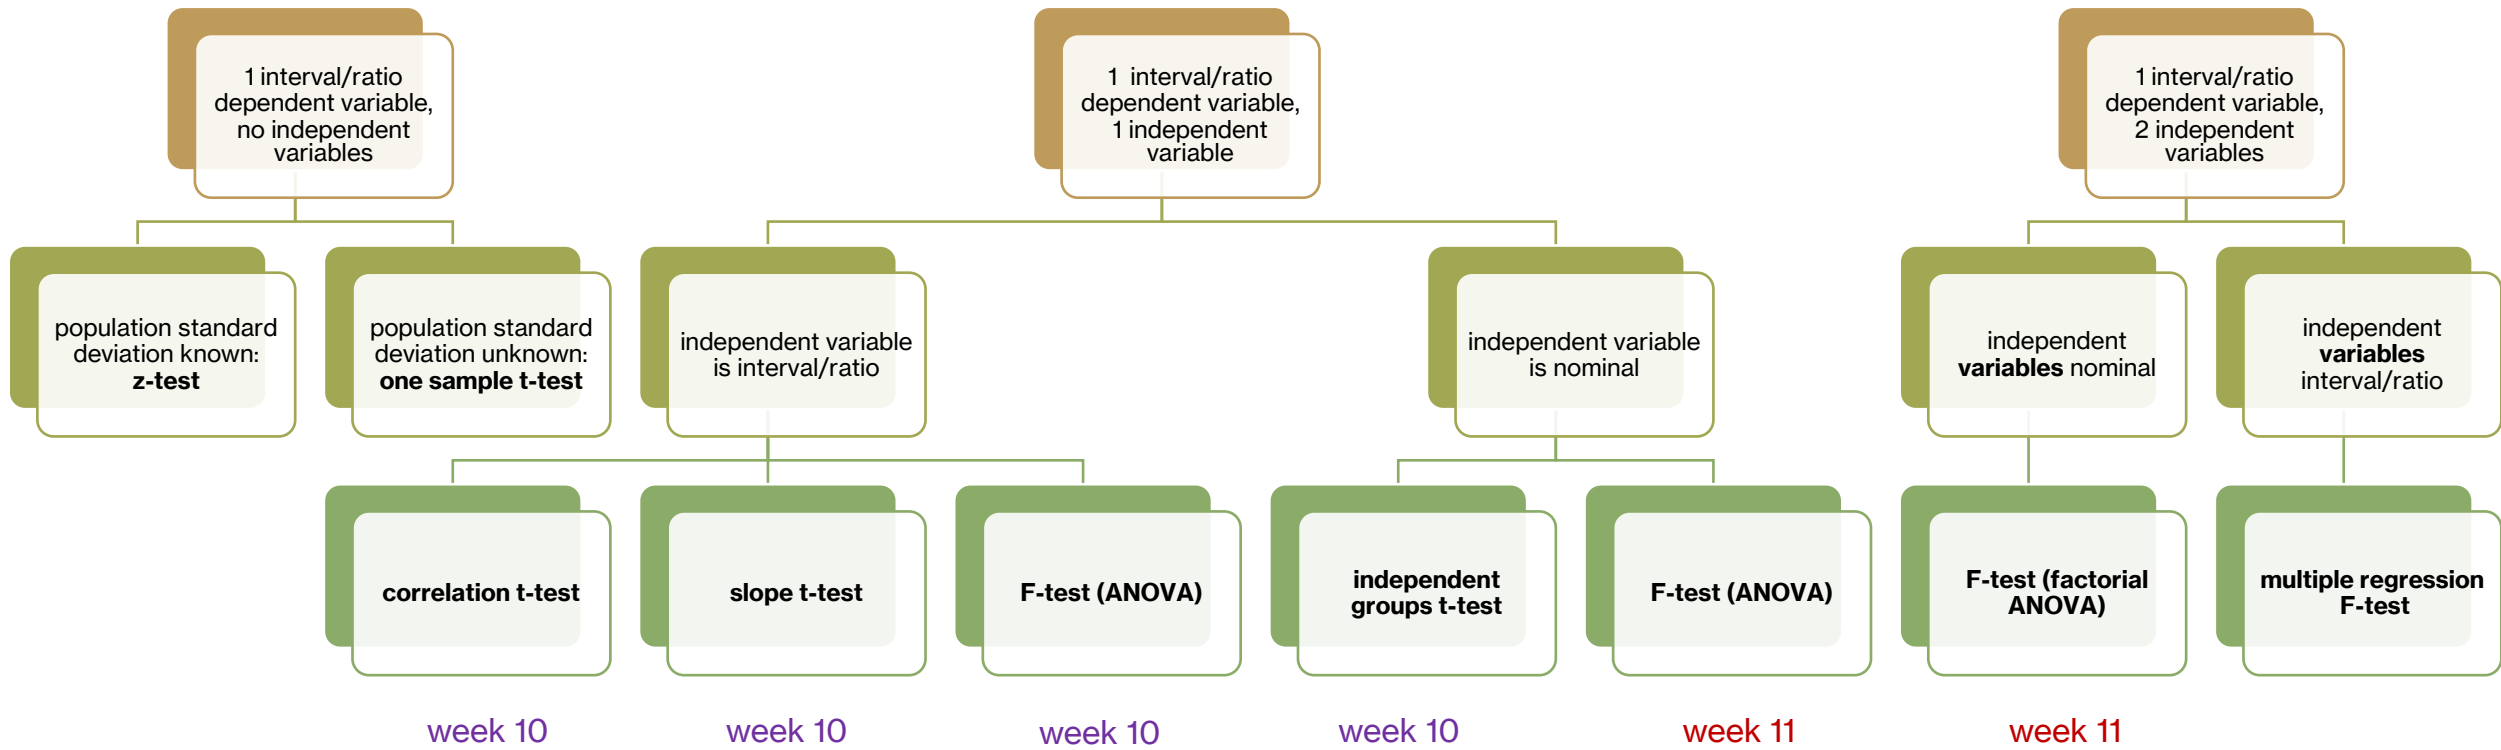 1 interval/ratio
dependent variable,
no independent
variables
1 interval/ratio
dependent variable,
1 independent
variable
1 interval/ratio
dependent variable,
2 independent
variables
population standard
deviation known:
z-test
population standard
deviation unknown:
one sample t-test
independent variable
is interval/ratio
independent variable
is nominal
independent
variables nominal
independent
variables
interval/ratio
correlation t-test
slope t-test
F-test (ANOVA)
independent
groups t-test
F-test (ANOVA)
F-test (factorial
ANOVA)
multiple regression
F-test
week 10
week 10
week 10
week 10
week 11
week 11